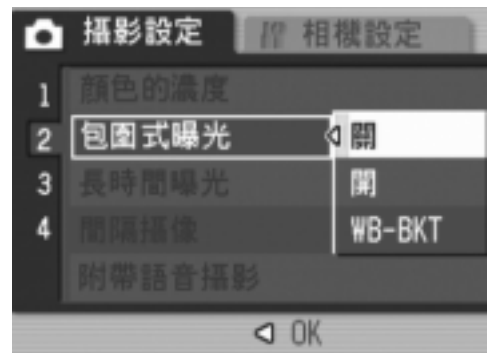 攝影設定 相機設定
1 顏色的濃度
2 包圍式曝光 關
3 長時間曝光 開
4 間隔攝像 WB-BKT
附帶語音攝影
OK